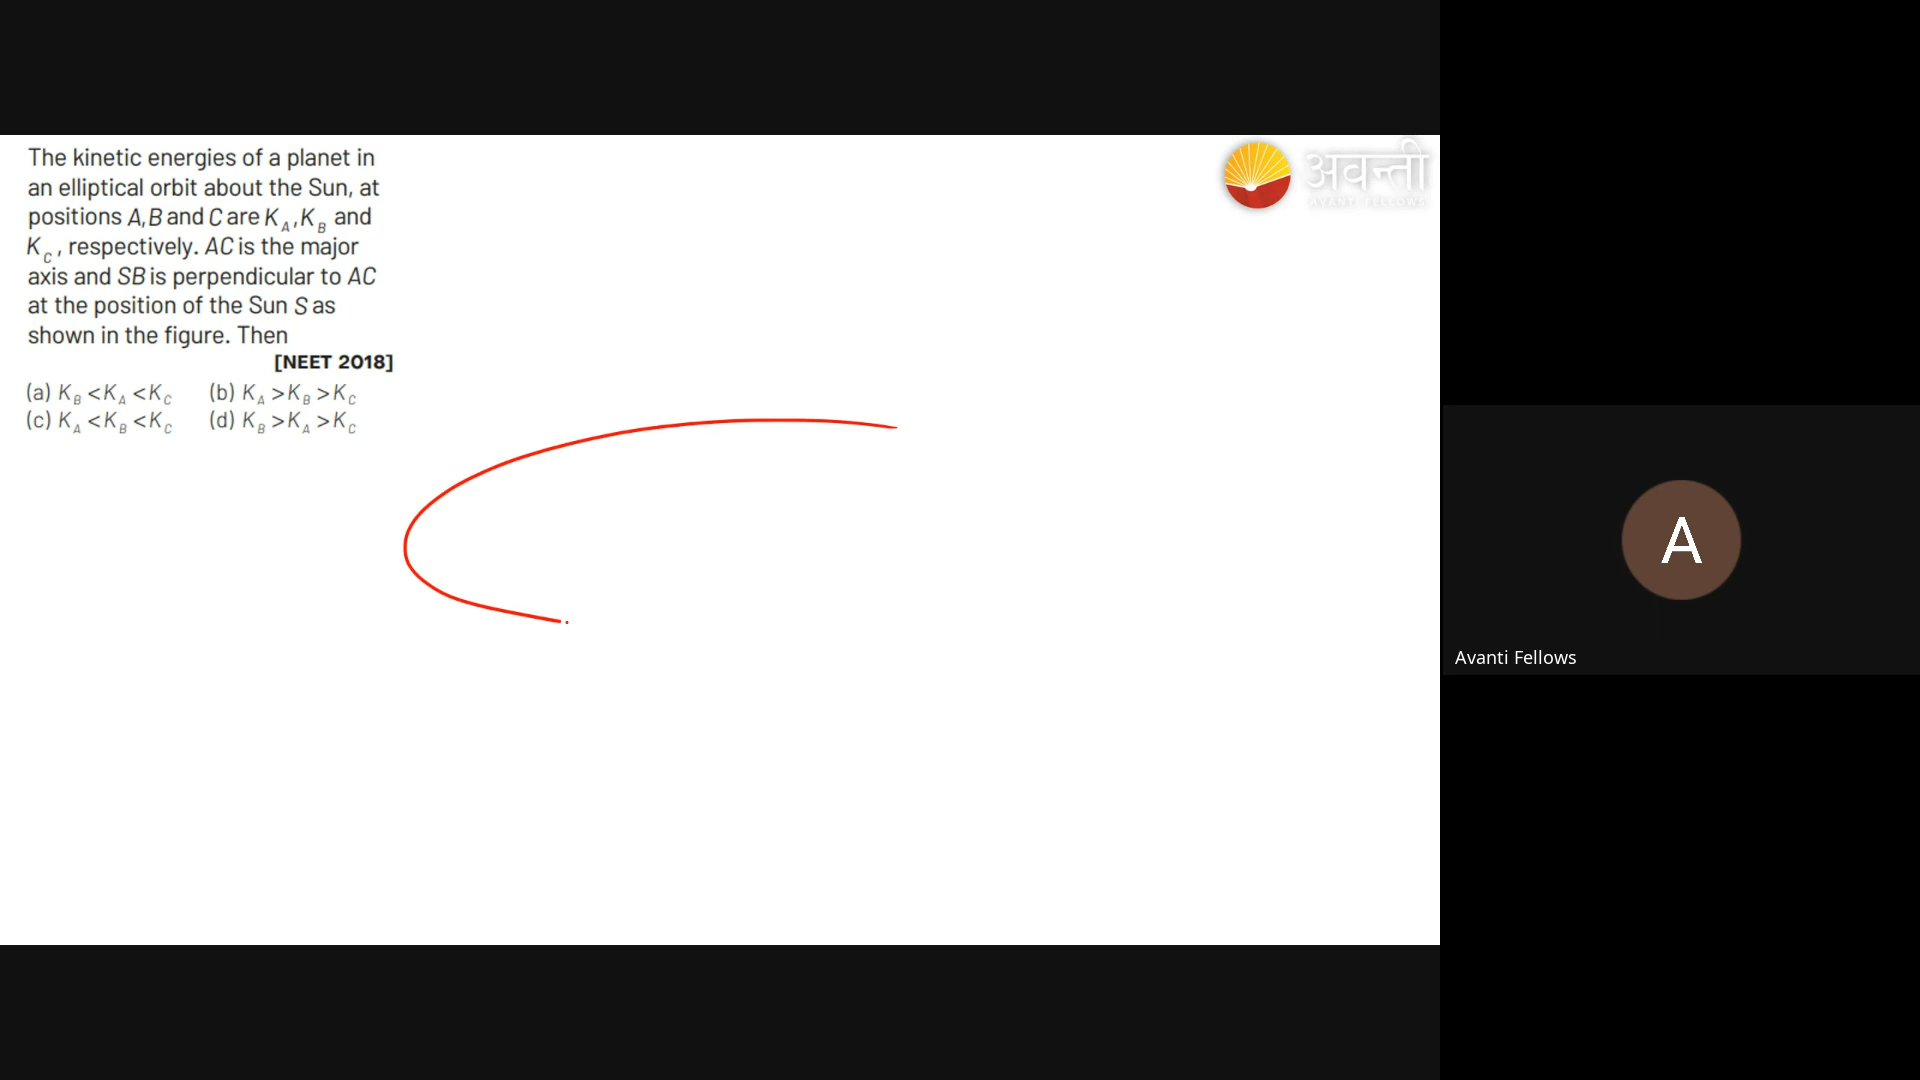 The kinetic energies of a planet in
an elliptical orbit about the Sun, at
positions A, B and C are K_A, K_B and
K_C, respectively. AC is the major
axis and SB is perpendicular to AC
at the position of the Sun S as
shown in the figure. Then
[NEET 2018]
(a) K_B < K_A < K_C (b) K_A > K_B > K_C
(c) K_A < K_B < K_C (d) K_B > K_A > K_C
अवन्ती
AVANTI FELLOWS
A
Avanti Fellows